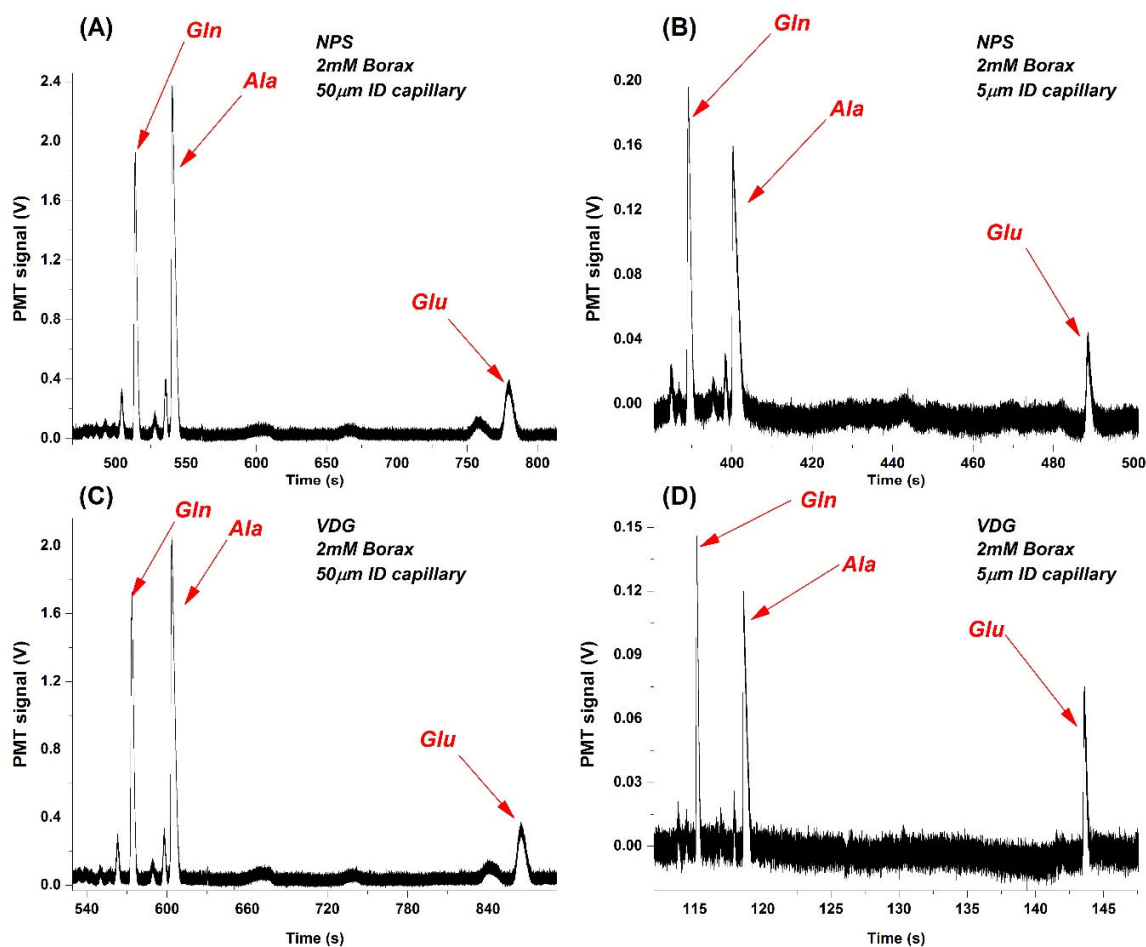 (A)
Gln
NPS
2mM Borax
50μm ID capillary
Ala
Glu
PMT signal (V)
2.4
2.0
1.6
1.2
0.8
0.4
0.0
500 550 600 650 700 750 800
Time (s)
(B)
Gln
NPS
2mM Borax
5μm ID capillary
Ala
Glu
PMT signal (V)
0.20
0.16
0.12
0.08
0.04
0.00
400 420 440 460 480 500
Time (s)
(C)
Gln
VDG
2mM Borax
50μm ID capillary
Ala
Glu
PMT signal (V)
2.0
1.6
1.2
0.8
0.4
0.0
540 600 660 720 780 840
Time (s)
(D)
Gln
VDG
2mM Borax
5μm ID capillary
Ala
Glu
PMT signal (V)
0.15
0.12
0.09
0.06
0.03
0.00
115 120 125 130 135 140 145
Time (s)